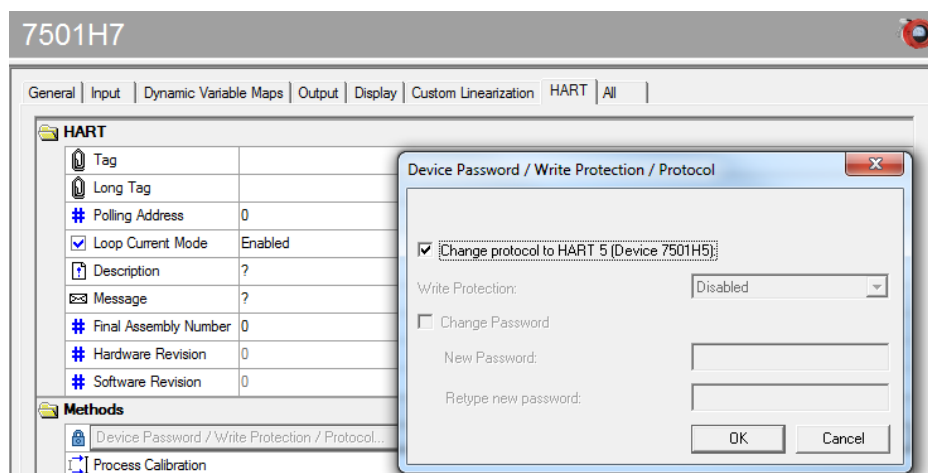 7501H7
General Input Dynamic Variable Maps Output Display Custom Linearization HART All
HART
Tag
Long Tag
Polling Address 0
Loop Current Mode Enabled
Description ?
Message ?
Final Assembly Number 0
Hardware Revision 0
Software Revision 0
Methods
Device Password / Write Protection / Protocol...
Process Calibration
Device Password / Write Protection / Protocol
Change protocol to HART 5 (Device 7501H5):
Write Protection: Disabled
Change Password
New Password:
Retype new password:
OK Cancel